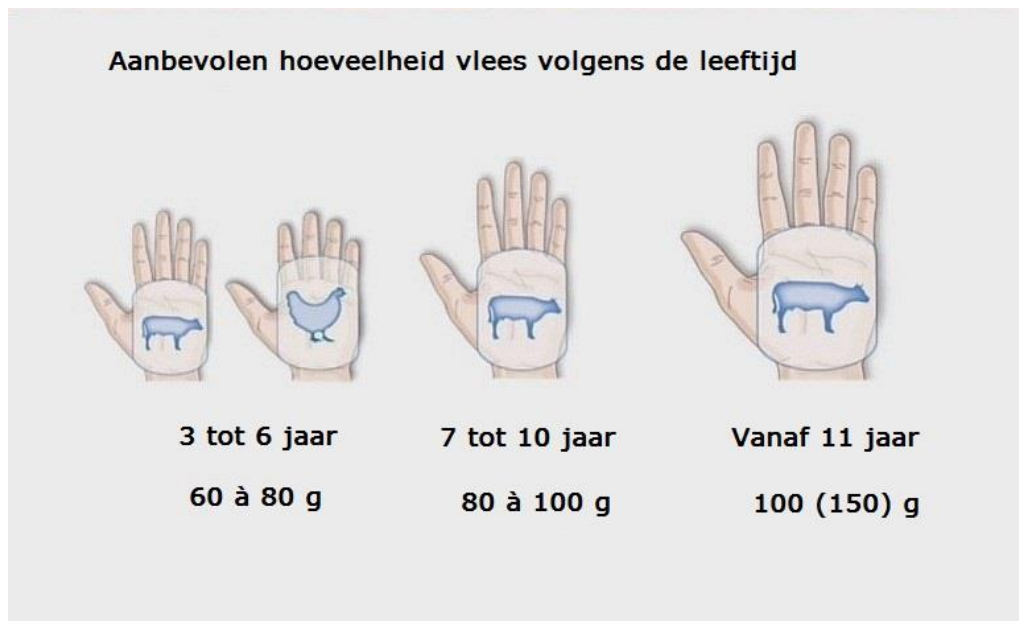 Aanbevolen hoeveelheid vlees volgens de leeftijd
3 tot 6 jaar
60 à 80 g
7 tot 10 jaar
80 à 100 g
Vanaf 11 jaar
100 (150) g